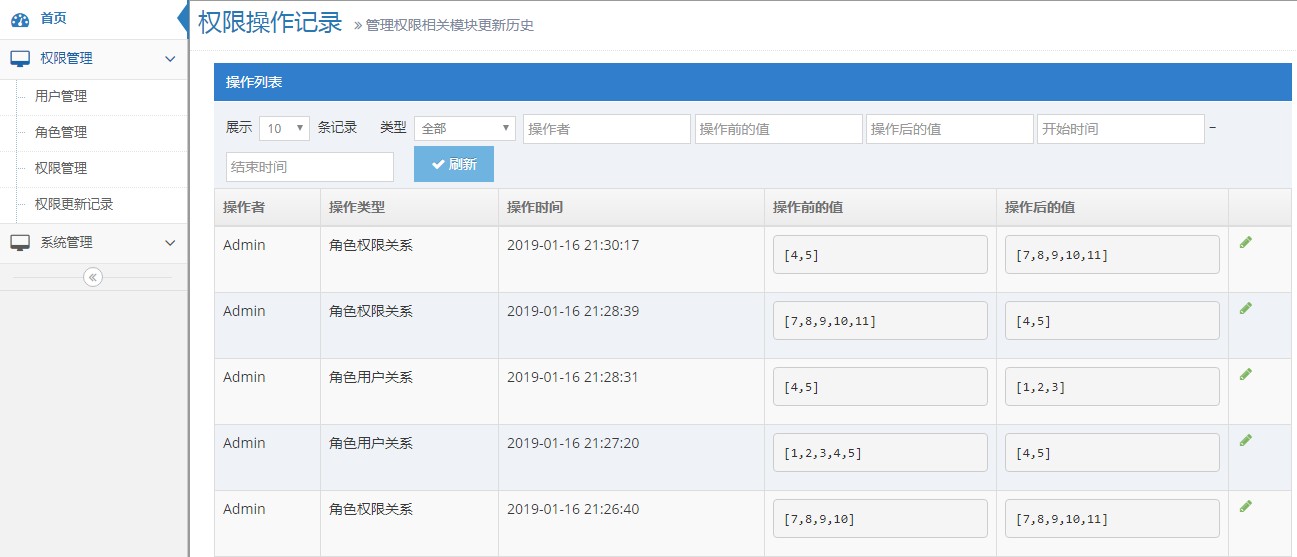 首页
权限管理
用户管理
角色管理
权限管理
权限更新记录
系统管理
权限操作记录 » 管理权限相关模块更新历史
操作列表
展示 10 条记录 类型 全部 操作者 操作前的值 操作后的值 开始时间 –
结束时间 刷新
操作者 操作类型 操作时间 操作前的值 操作后的值
Admin 角色权限关系 2019-01-16 21:30:17 [4,5] [7,8,9,10,11]
Admin 角色权限关系 2019-01-16 21:28:39 [7,8,9,10,11] [4,5]
Admin 角色用户关系 2019-01-16 21:28:31 [4,5] [1,2,3]
Admin 角色用户关系 2019-01-16 21:27:20 [1,2,3,4,5] [4,5]
Admin 角色权限关系 2019-01-16 21:26:40 [7,8,9,10] [7,8,9,10,11]